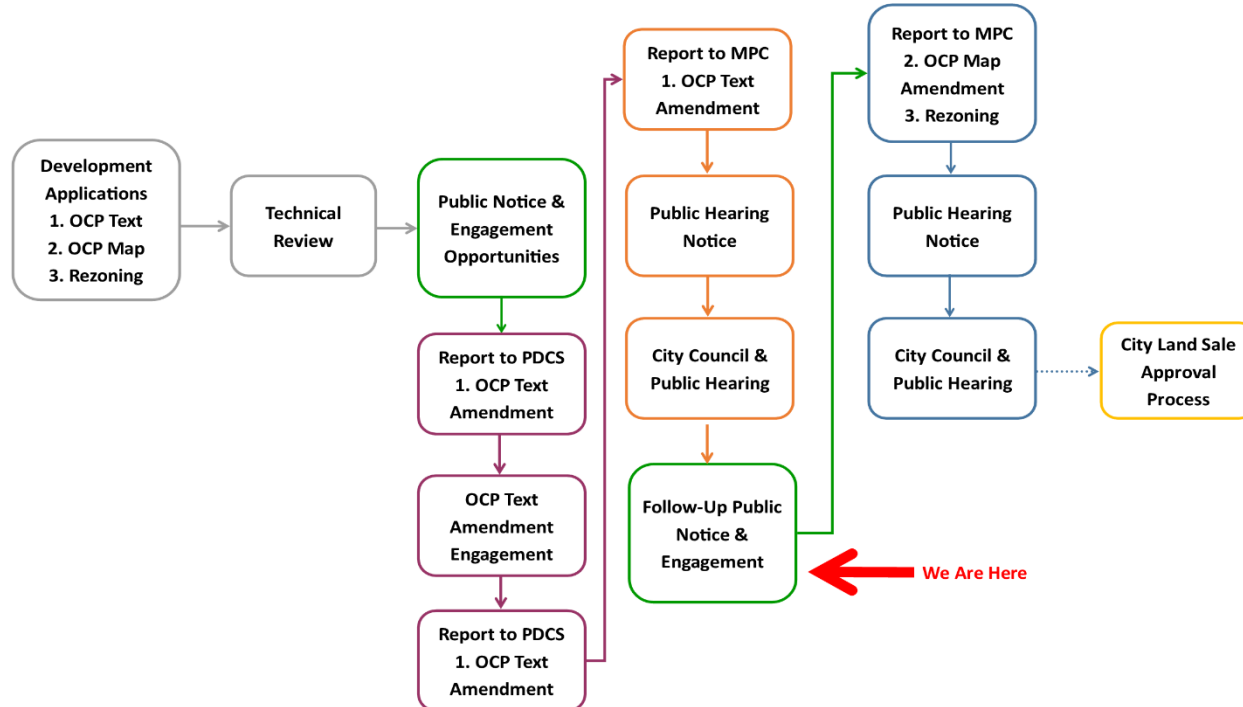 Development
Applications
1. OCP Text
2. OCP Map
3. Rezoning
Technical
Review
Public Notice &
Engagement
Opportunities
Report to PDCS
1. OCP Text
Amendment
OCP Text
Amendment
Engagement
Report to PDCS
1. OCP Text
Amendment
Report to MPC
1. OCP Text
Amendment
Public Hearing
Notice
City Council &
Public Hearing
Follow-Up Public
Notice &
Engagement
We Are Here
Report to MPC
2. OCP Map
Amendment
3. Rezoning
Public Hearing
Notice
City Council &
Public Hearing
City Land Sale
Approval
Process